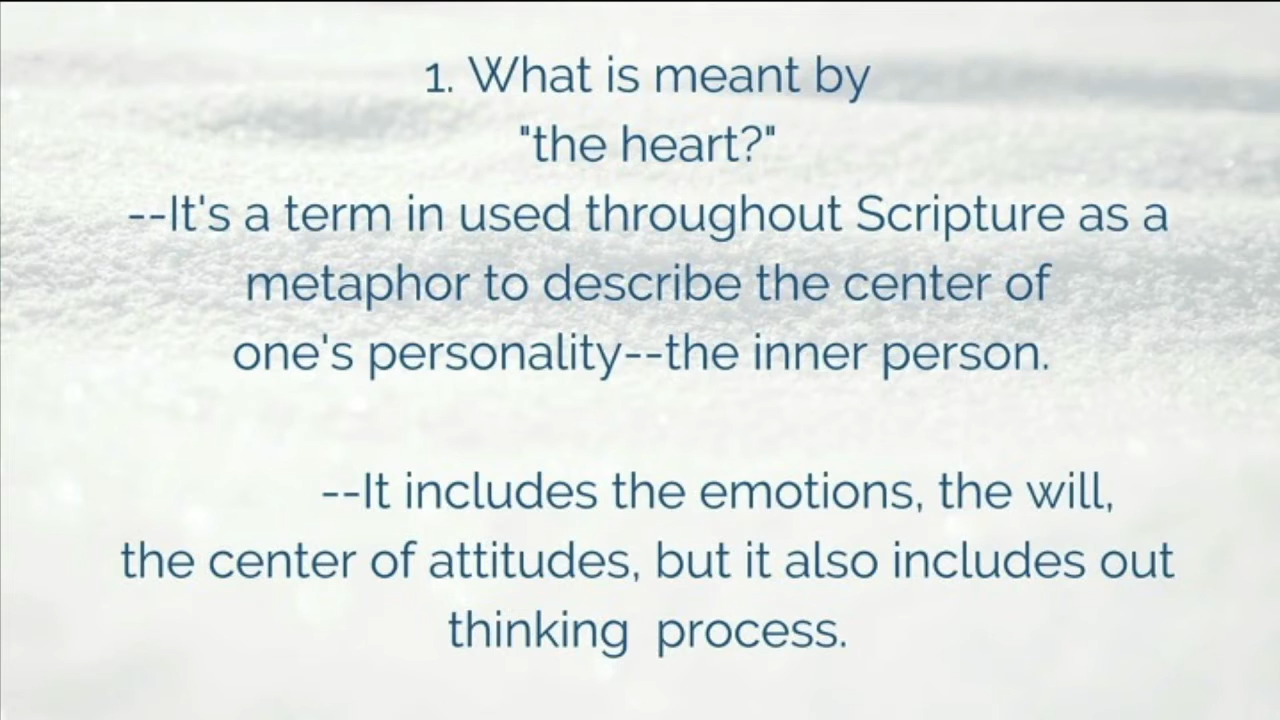 1. What is meant by
"the heart?"
--It's a term in used throughout Scripture as a
metaphor to describe the center of
one's personality--the inner person.
--It includes the emotions, the will,
the center of attitudes, but it also includes out
thinking  process.